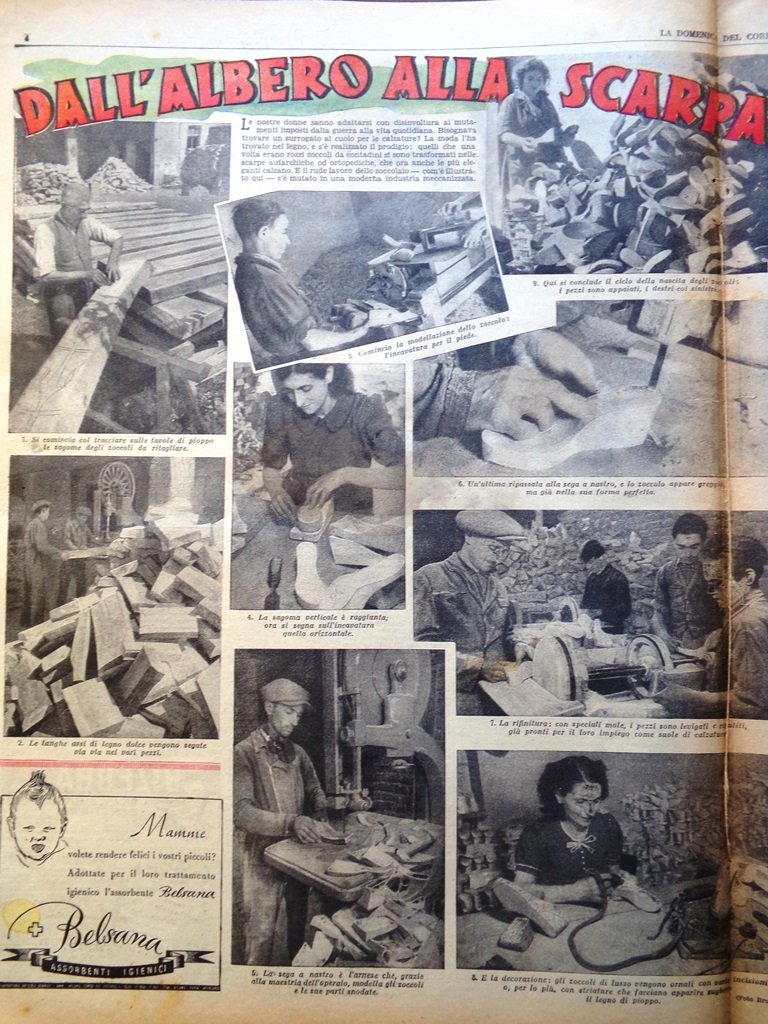 4
LA DOMENICA DEL COR
DALL'ALBERO ALLA SCARPA
Le nostre donne sanno adattarsi con disinvoltura ai muta-
menti imposti dalla guerra alla vita quotidiana. Bisognava
trovare un surrogato al cuoio per le calzature? La moda l'ha
trovato nel legno, e s'è realizzato il prodigio: quelli che una
volta erano rozzi zoccoli da contadini si sono trasformati nelle
scarpe autarchiche od ortopediche, che ora anche le più ele-
ganti calzano. E il rude lavoro dello zoccolaio — com'è illustra-
to qui — s'è mutato in una moderna industria meccanizzata.
1. Si comincia col tracciare sulle tavole di pioppo
le sagome degli zoccoli da ritagliare.
2. Le lunghe assi di legno dolce vengono segate
via via nei vari pezzi.
3. Comincia la modellazione dello zoccolo:
l'incavatura per il piede.
4. La sagoma verticale è raggiunta;
ora si segna sull'incavatura
quella orizzontale.
5. La sega a nastro è l'arnese che, grazie
alla maestria dell'operaio, modella gli zoccoli
e le sue parti snodate.
6. Un'ultima ripassata alla sega a nastro, e lo zoccolo appare greggio,
ma già nella sua forma perfetta.
7. La rifinitura: con speciali mole, i pezzi sono levigati e
già pronti per il loro impiego come suole di calzature
8. E la decorazione: gli zoccoli di lusso vengono ornati con incisioni
o, per lo più, con striature che facciano apparire
il legno di pioppo.
(Foto
9. Qui si conclude il ciclo della nascita degli zoccoli:
i pezzi sono appaiati, i destri coi sinistri
Mamme
volete rendere felici i vostri piccoli?
Adottate per il loro trattamento
igienico l'assorbente Belsana
Belsana
ASSORBENTI IGIENICI